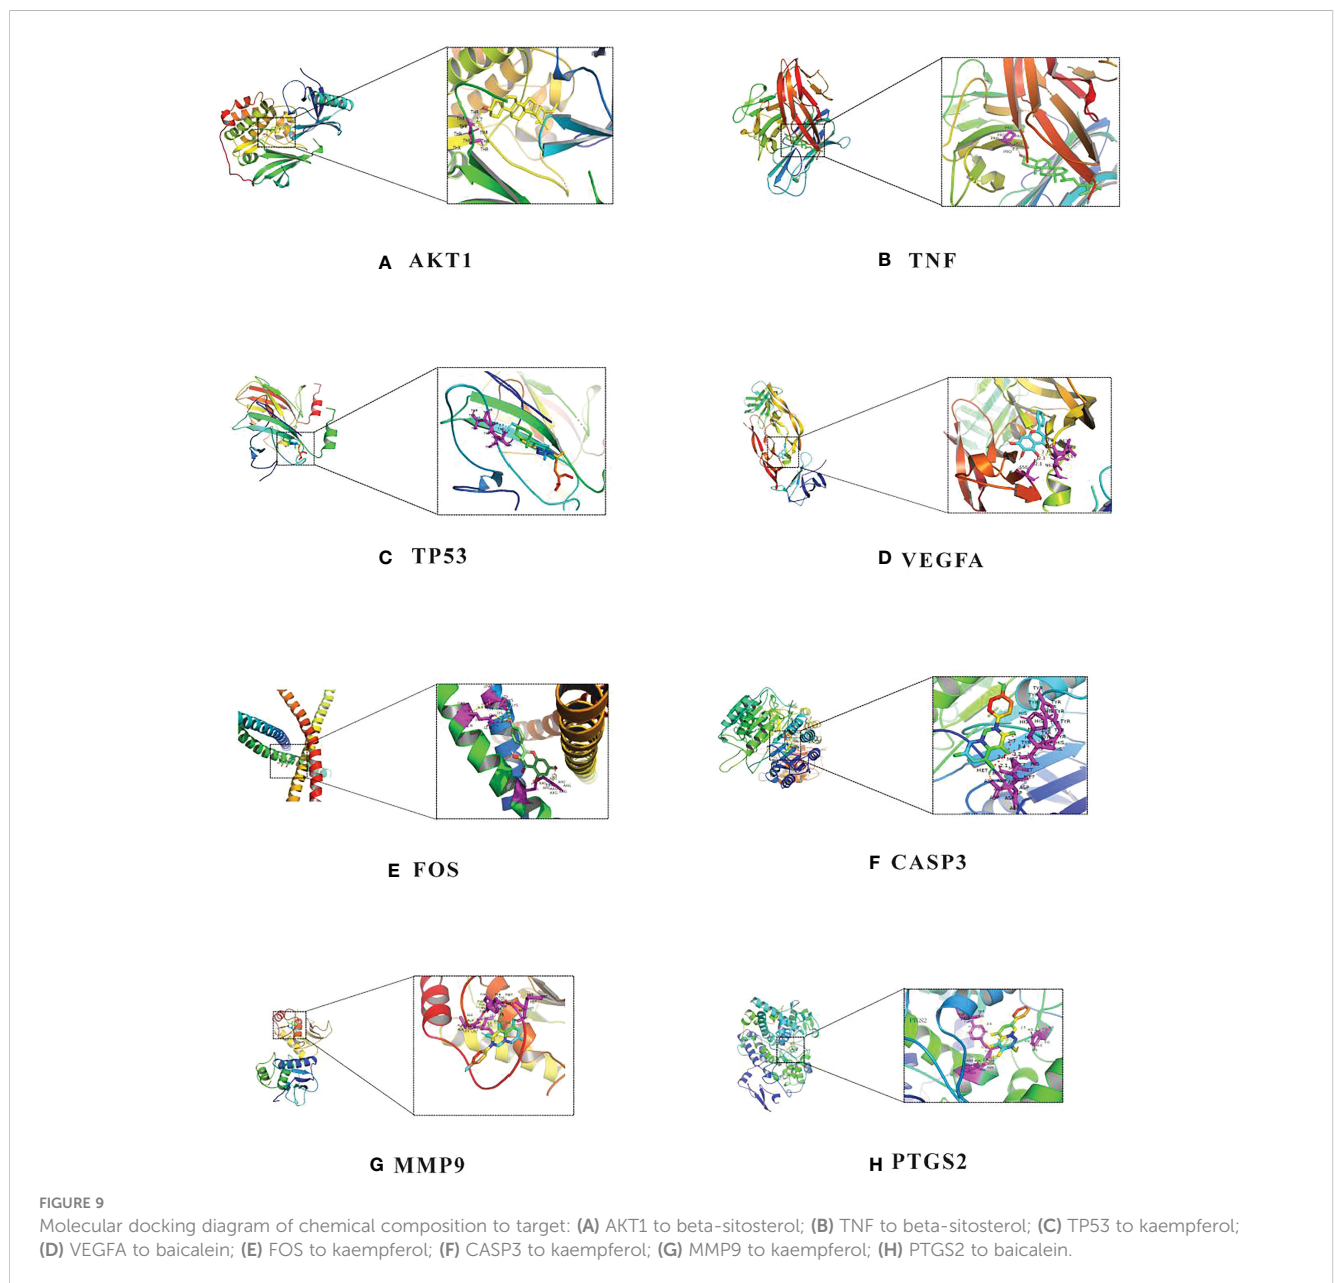 A AKT1
B TNF
C TP53
D VEGFA
E FOS
F CASP3
G MMP9
PTGS2
H PTGS2
FIGURE 9
Molecular docking diagram of chemical composition to target: (A) AKT1 to beta-sitosterol; (B) TNF to beta-sitosterol; (C) TP53 to kaempferol;
(D) VEGFA to baicalein; (E) FOS to kaempferol; (F) CASP3 to kaempferol; (G) MMP9 to kaempferol; (H) PTGS2 to baicalein.